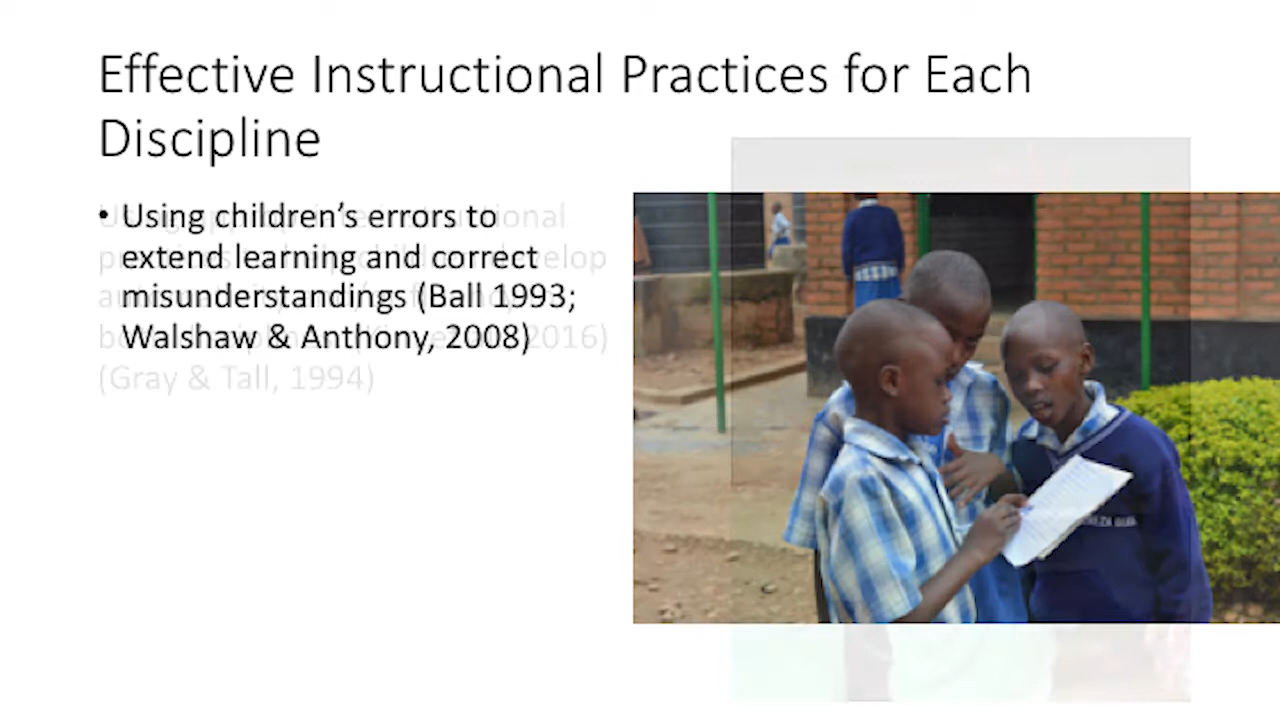 Effective Instructional Practices for Each
Discipline
• Using children's errors to
extend learning and correct
misunderstandings (Ball 1993;
Walshaw & Anthony, 2008)
(Gray & Tall, 1994)